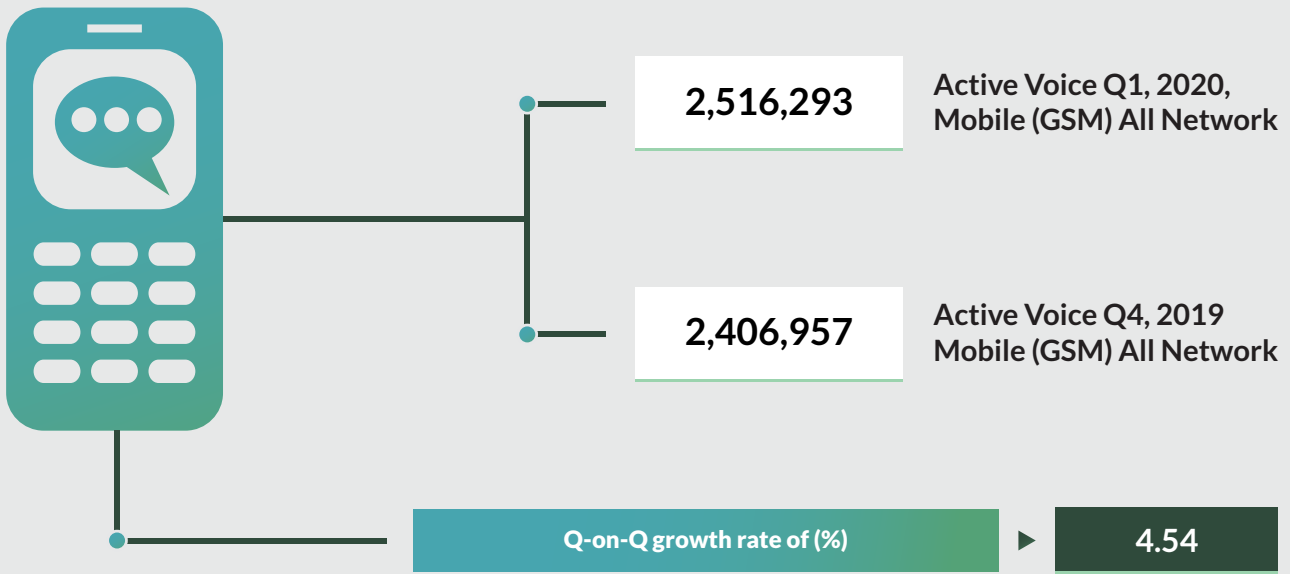 2,516,293
Active Voice Q1, 2020,
Mobile (GSM) All Network
2,406,957
Active Voice Q4, 2019
Mobile (GSM) All Network
Q-on-Q growth rate of (%)
4.54